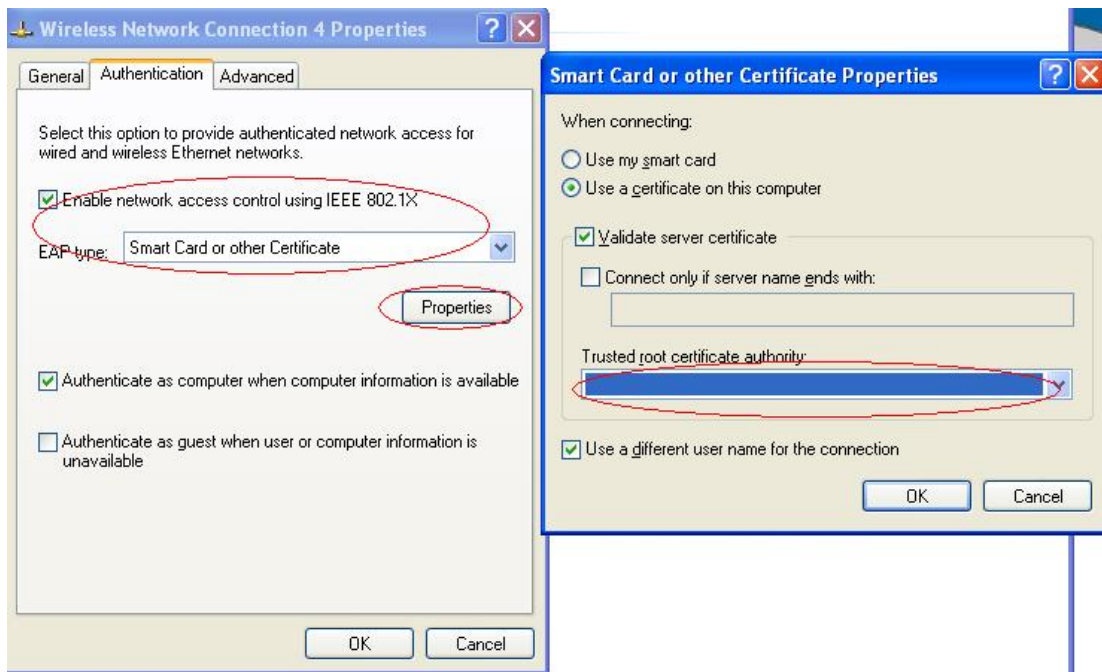 Wireless Network Connection 4 Properties
General Authentication Advanced
Select this option to provide authenticated network access for
wired and wireless Ethernet networks.
Enable network access control using IEEE 802.1X
EAP type: Smart Card or other Certificate
Properties
Authenticate as computer when computer information is available
Authenticate as guest when user or computer information is
unavailable
OK Cancel
Smart Card or other Certificate Properties
When connecting:
Use my smart card
Use a certificate on this computer
Validate server certificate
Connect only if server name ends with:
Trusted root certificate authority:
Use a different user name for the connection
OK Cancel